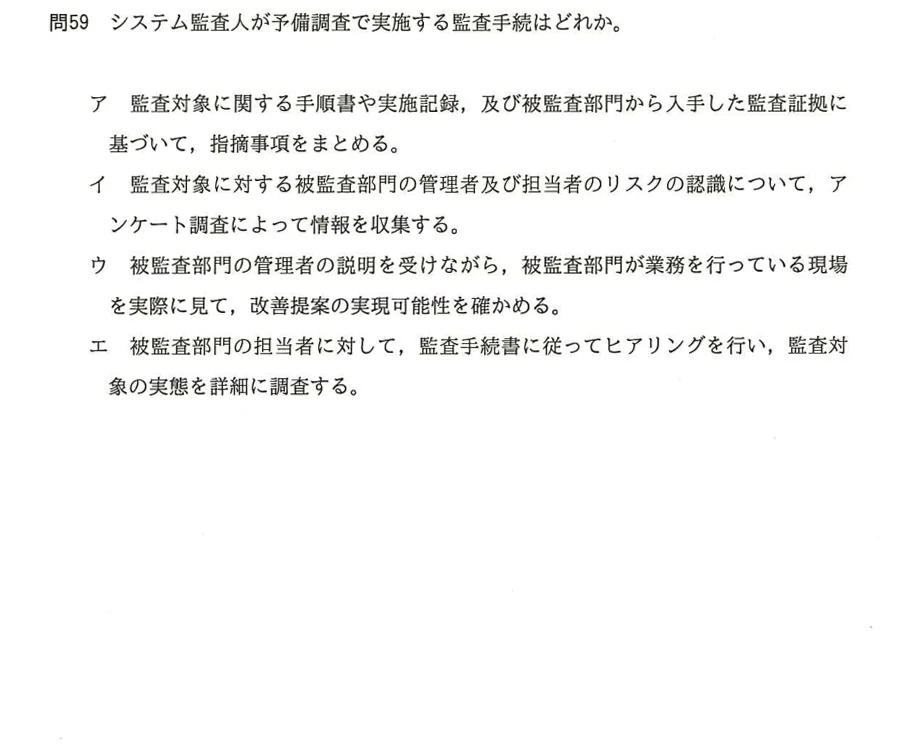 問59　システム監査人が予備調査で実施する監査手続はどれか。
ア　監査対象に関する手順書や実施記録，及び被監査部門から入手した監査証拠に
基づいて，指摘事項をまとめる。
イ　監査対象に対する被監査部門の管理者及び担当者のリスクの認識について，ア
ンケート調査によって情報を収集する。
ウ　被監査部門の管理者の説明を受けながら，被監査部門が業務を行っている現場
を実際に見て，改善提案の実現可能性を確かめる。
エ　被監査部門の担当者に対して，監査手続書に従ってヒアリングを行い，監査対
象の実態を詳細に調査する。